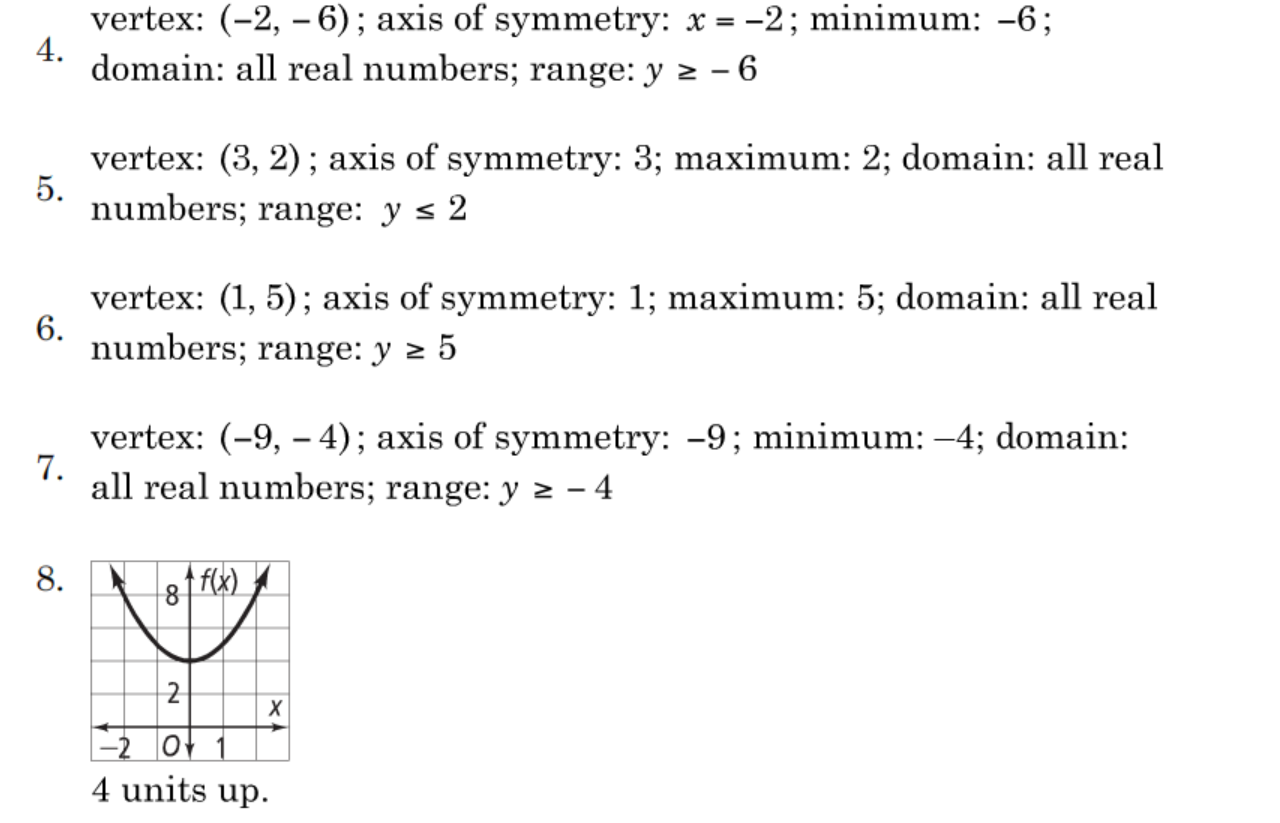 4. vertex: (−2, − 6) ; axis of symmetry: x = −2 ; minimum: −6 ;
domain: all real numbers; range: y ≥ − 6
5. vertex: (3, 2) ; axis of symmetry: 3; maximum: 2; domain: all real
numbers; range: y ≤ 2
6. vertex: (1, 5) ; axis of symmetry: 1; maximum: 5; domain: all real
numbers; range: y ≥ 5
7. vertex: (−9, − 4) ; axis of symmetry: −9 ; minimum: −4; domain:
all real numbers; range: y ≥ − 4
8.
8 f(x)
2
x
−2 O 1
4 units up.